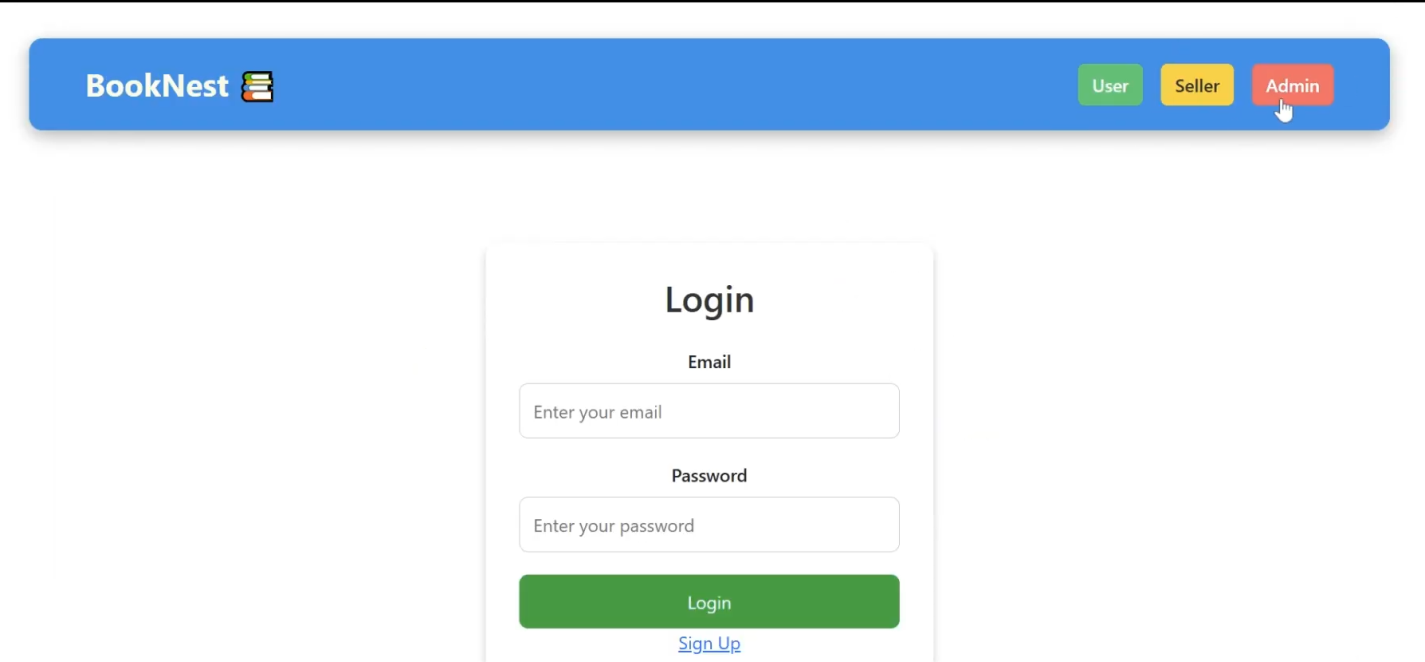 BookNest 📚
User
Seller
Admin
Login
Email
Enter your email
Password
Enter your password
Login
Sign Up